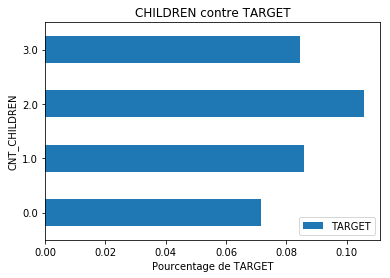 CHILDREN contre TARGET
CNT_CHILDREN
3.0
2.0
1.0
0.0
TARGET
0.00 0.02 0.04 0.06 0.08 0.10
Pourcentage de TARGET